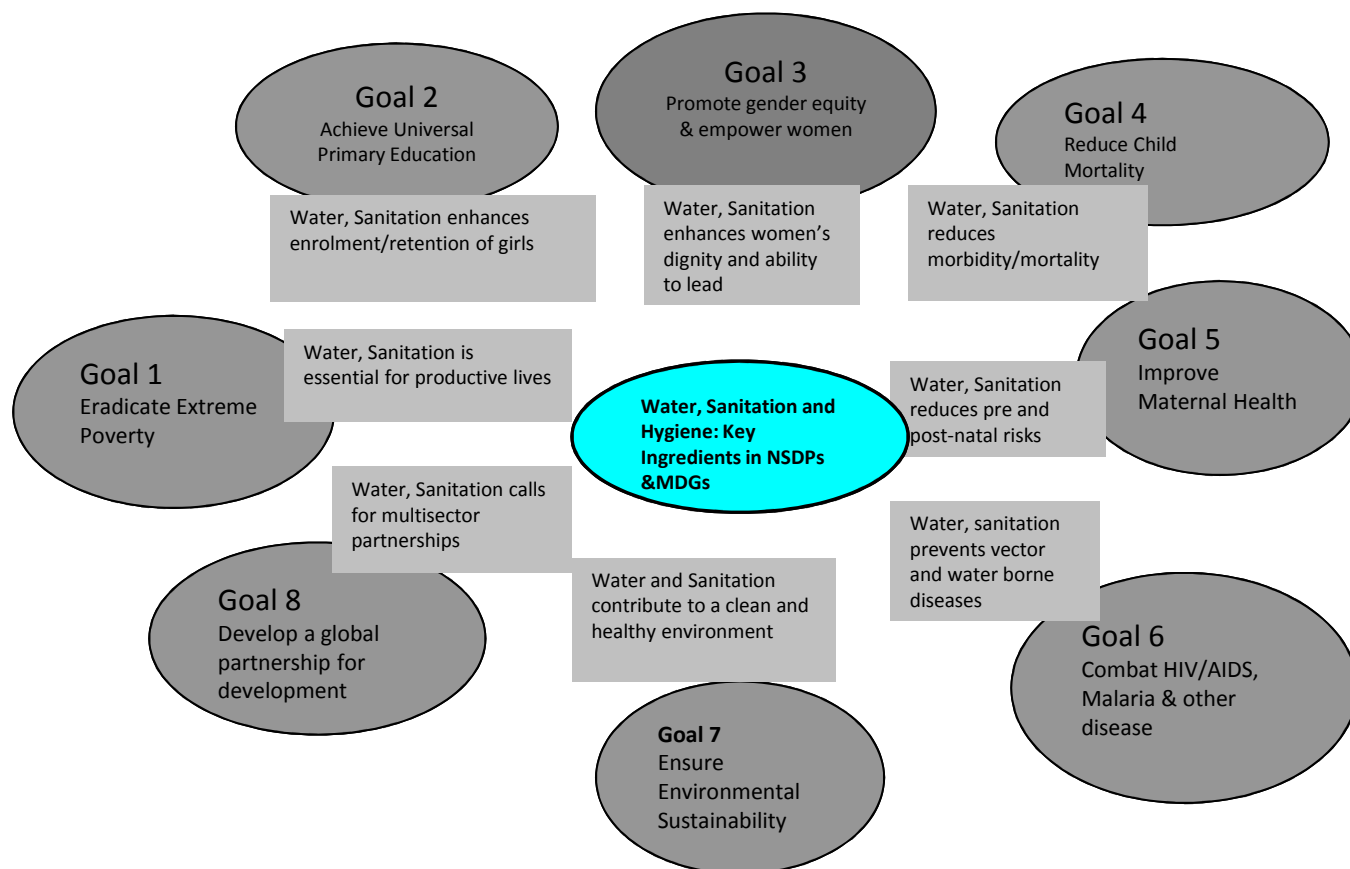 Goal 2
Achieve Universal
Primary Education
Goal 3
Promote gender equity
& empower women
Goal 4
Reduce Child
Mortality
Water, Sanitation enhances
enrolment/retention of girls
Water, Sanitation
enhances women’s
dignity and ability
to lead
Water, Sanitation
reduces
morbidity/mortality
Goal 1
Eradicate Extreme
Poverty
Water, Sanitation is
essential for productive lives
Water, Sanitation and
Hygiene: Key
Ingredients in NSDPs
&MDGs
Water, Sanitation
reduces pre and
post-natal risks
Goal 5
Improve
Maternal Health
Water, Sanitation calls
for multisector
partnerships
Water, sanitation
prevents vector
and water borne
diseases
Goal 8
Develop a global
partnership for
development
Water and Sanitation
contribute to a clean and
healthy environment
Goal 6
Combat HIV/AIDS,
Malaria & other
disease
Goal 7
Ensure
Environmental
Sustainability